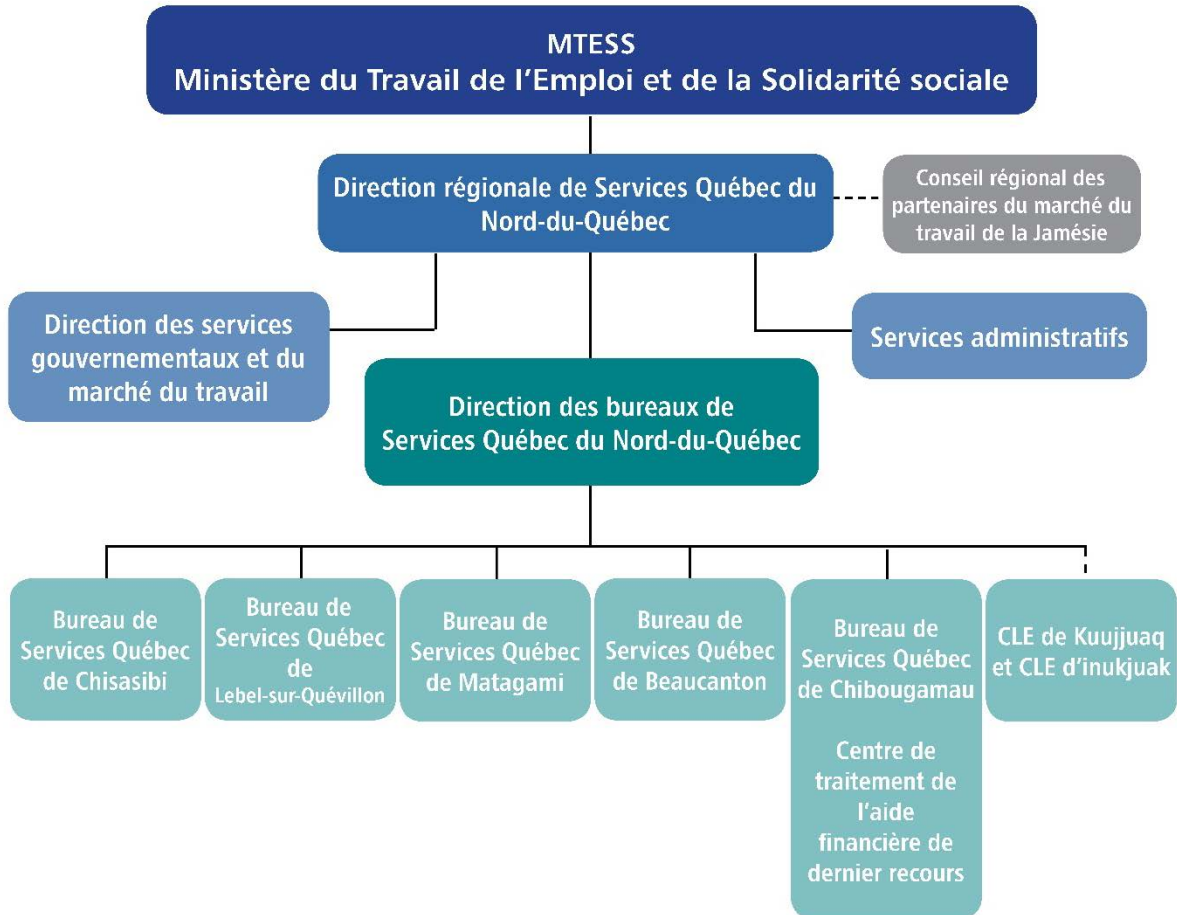 MTESS
Ministère du Travail de l'Emploi et de la Solidarité sociale
Direction régionale de Services Québec du
Nord-du-Québec
Conseil régional des
partenaires du marché du
travail de la Jamésie
Direction des services
gouvernementaux et du
marché du travail
Services administratifs
Direction des bureaux de
Services Québec du Nord-du-Québec
Bureau de
Services Québec
de Chisasibi
Bureau de
Services Québec
de
Lebel-sur-Quévillon
Bureau de
Services Québec
de Matagami
Bureau de
Services Québec
de Beaucanton
Bureau de
Services Québec
de Chibougamau
Centre de
traitement de
l'aide
financière de
dernier recours
CLE de Kuujjuaq
et CLE d'inukjuak